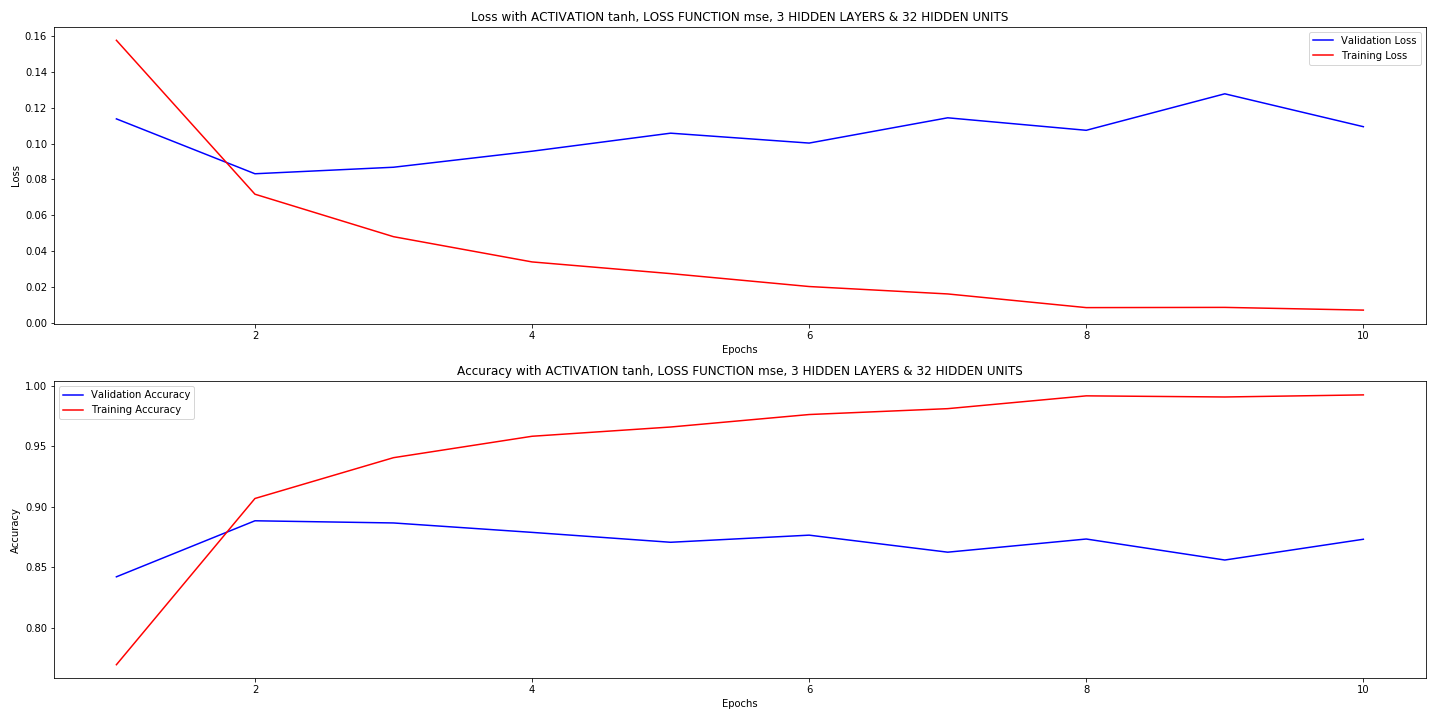 Loss with ACTIVATION tanh, LOSS FUNCTION mse, 3 HIDDEN LAYERS & 32 HIDDEN UNITS
0.16
0.14
0.12
0.10
0.08
0.06
0.04
0.02
0.00
Loss
Validation Loss
Training Loss
2 4 6 8 10
Epochs
Accuracy with ACTIVATION tanh, LOSS FUNCTION mse, 3 HIDDEN LAYERS & 32 HIDDEN UNITS
1.00
0.95
0.90
0.85
0.80
Accuracy
Validation Accuracy
Training Accuracy
2 4 6 8 10
Epochs